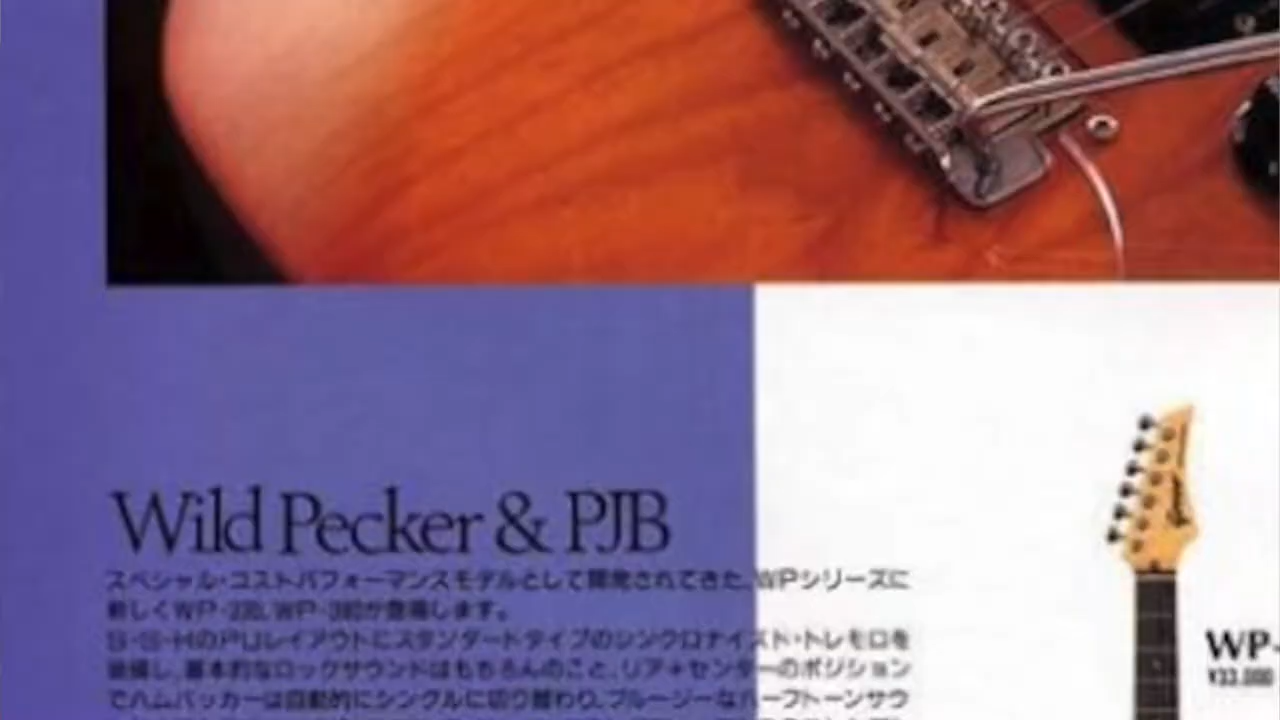 Wild Pecker & PJB
スペシャル・コストパフォーマンスモデルとして開発されてきた、WPシリーズに
新しくWP-330、WP-380が登場します。
S・S・HのPUレイアウトにスタンダードタイプのシンクロナイズド・トレモロを
装備し、基本的なロックサウンドはもちろんのこと、リア+センターのポジション
でハムバッカーは自動的にシングルに切り替わり、ブルージーなハーフトーンサウ
WP-
¥33,000